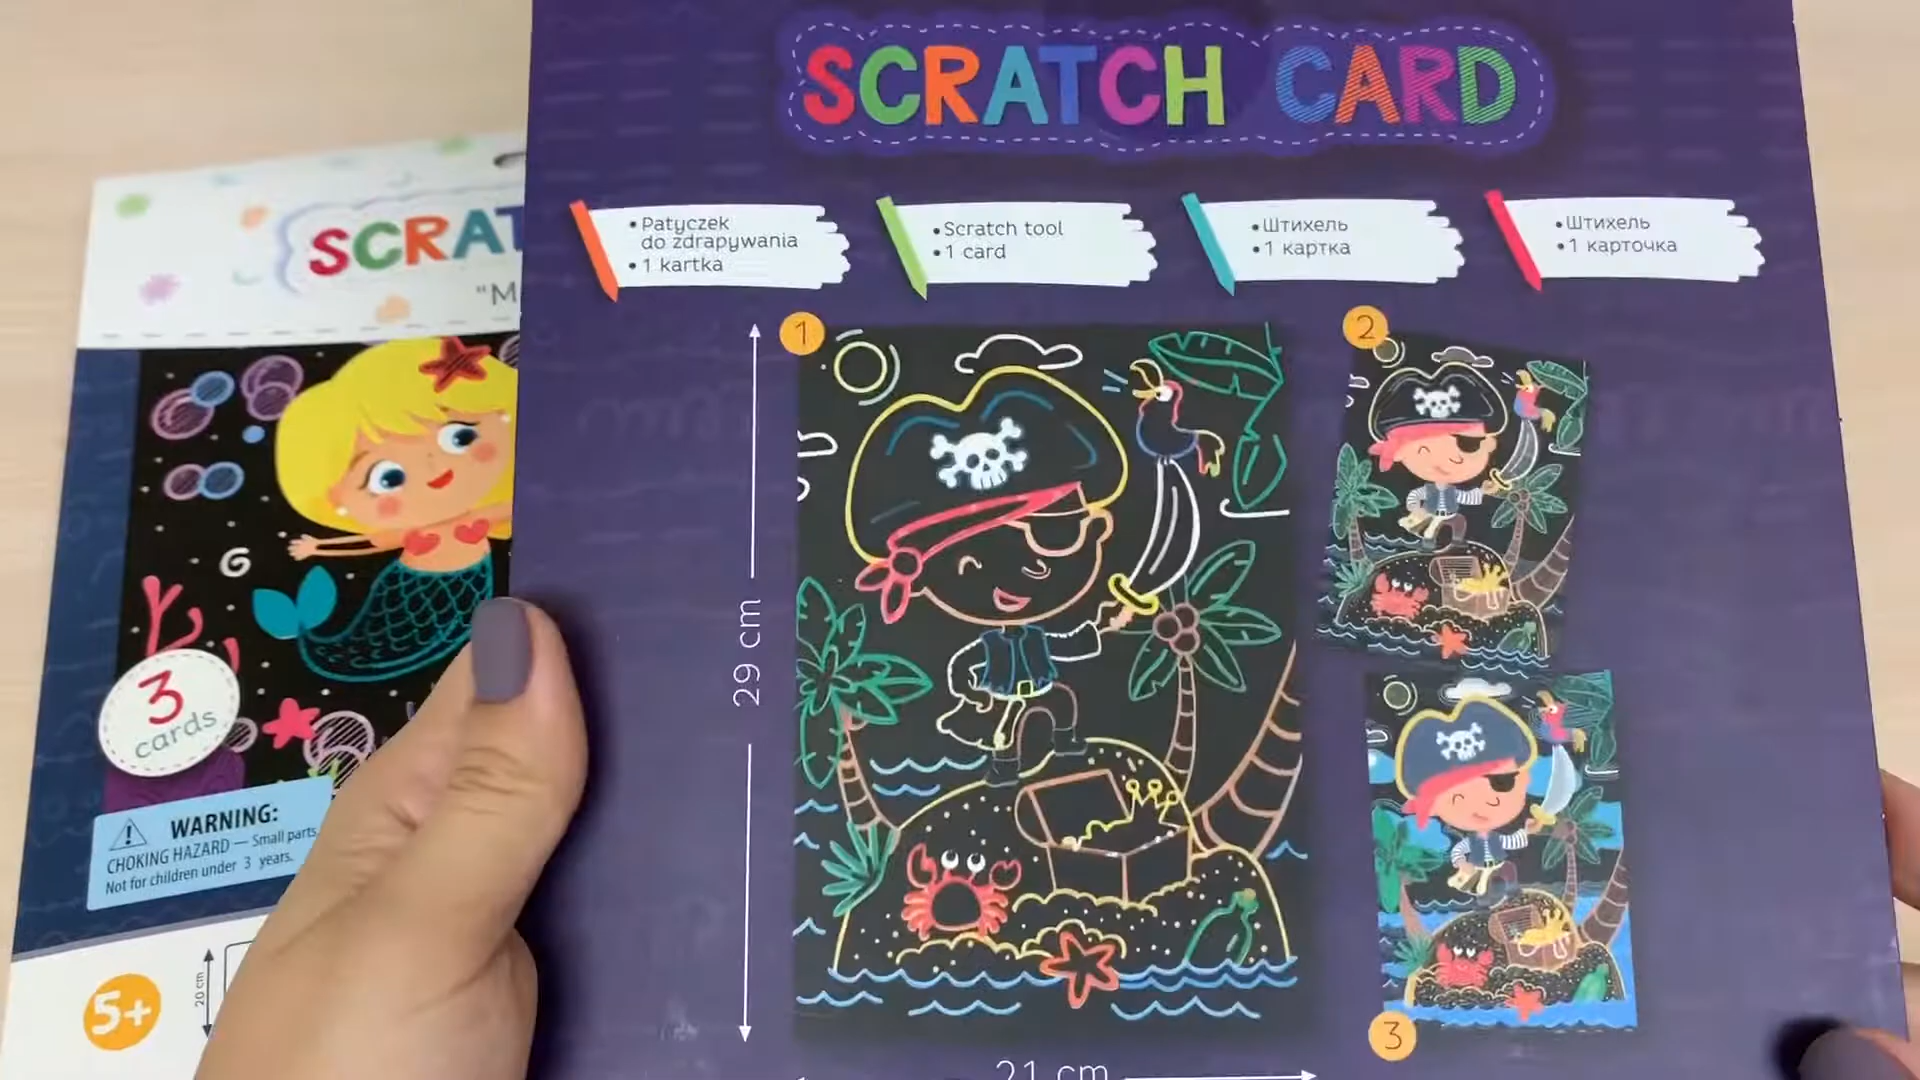 SCRATCH CARD
• Patyczek
do zdrapywania
• 1 kartka
• Scratch tool
• 1 card
• Штихель
• 1 картка
• Штихель
• 1 карточка
1
2
3
29 cm
21 cm
SCRAT
"M
3
cards
WARNING:
CHOKING HAZARD — Small parts
Not for children under 3 years.
5+
20 cm